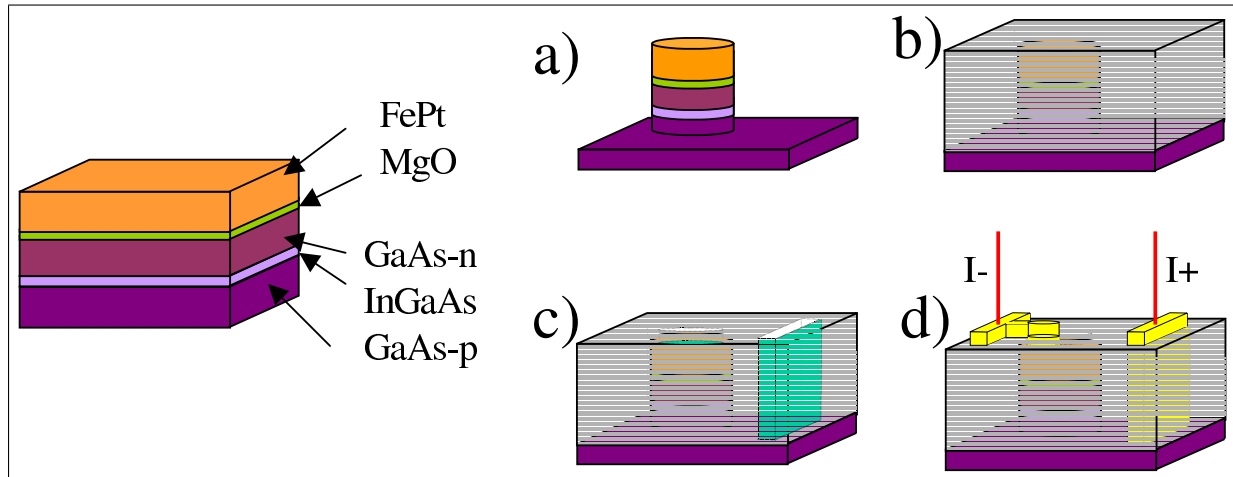 FePt
MgO
GaAs-n
InGaAs
GaAs-p
a)
b)
c)
d)
I-
I+